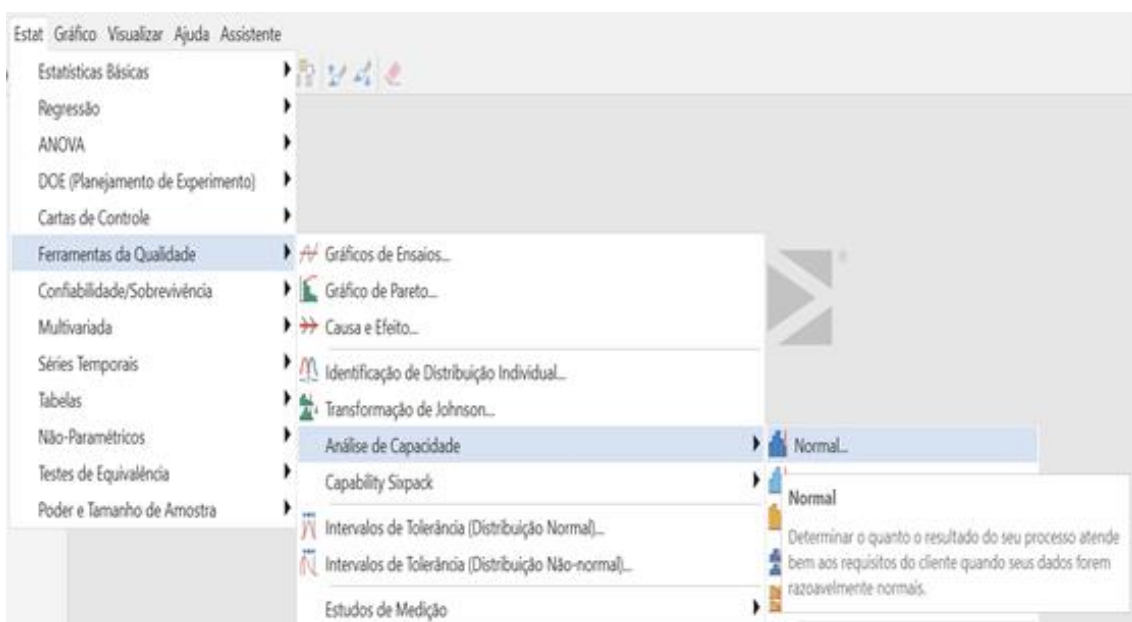 Estat Gráfico Visualizar Ajuda Assistente
Estatísticas Básicas
Regressão
ANOVA
DOE (Planejamento de Experimento)
Cartas de Controle
Ferramentas da Qualidade
Confiabilidade/Sobrevivência
Multivariada
Séries Temporais
Tabelas
Não-Paramétricos
Testes de Equivalência
Poder e Tamanho de Amostra
Gráficos de Ensaios...
Gráfico de Pareto...
Causa e Efeito...
Identificação de Distribuição Individual...
Transformação de Johnson...
Análise de Capacidade
Capability Sixpack
Intervalos de Tolerância (Distribuição Normal)...
Intervalos de Tolerância (Distribuição Não-normal)...
Estudos de Medição
Normal...
Normal
Determinar o quanto o resultado do seu processo atende
bem aos requisitos do cliente quando seus dados forem
razoavelmente normais.